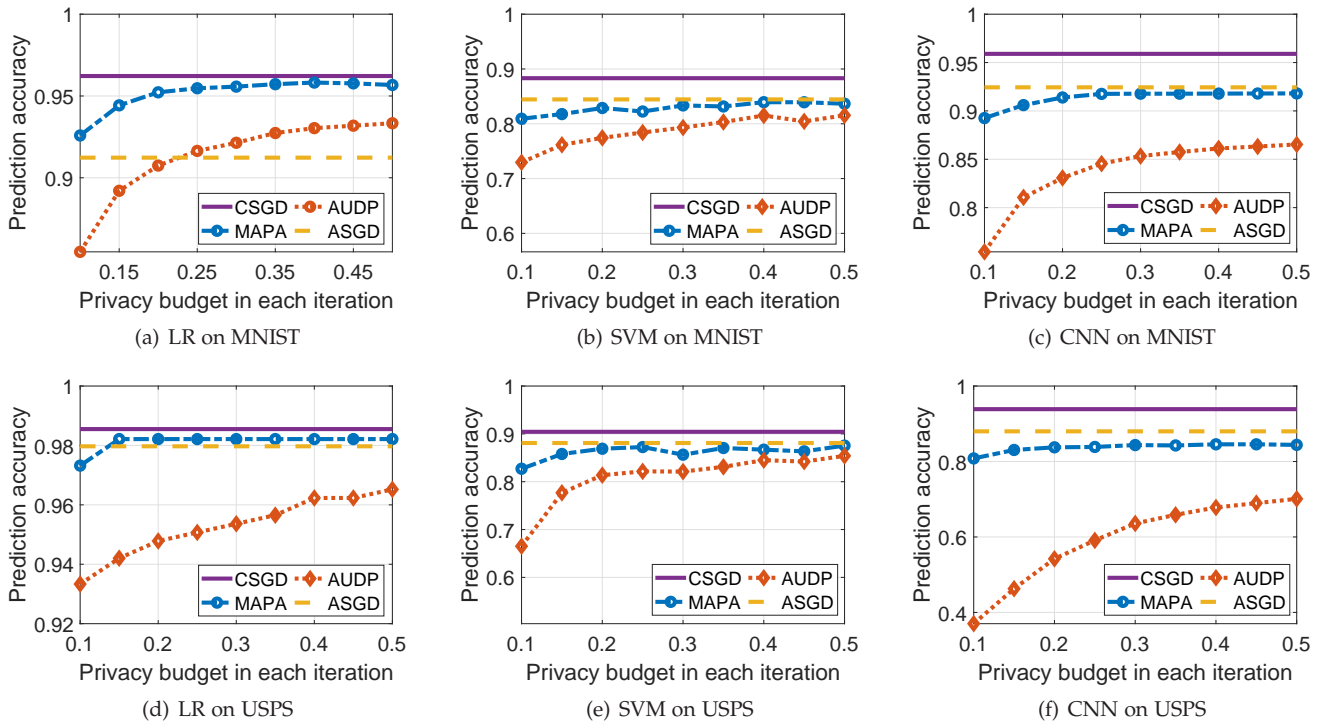 1
0.95
0.9
Prediction accuracy
CSGD AUDP
MAPA ASGD
0.15 0.25 0.35 0.45
Privacy budget in each iteration
(a) LR on MNIST
1
0.9
0.8
0.7
0.6
Prediction accuracy
CSGD AUDP
MAPA ASGD
0.1 0.2 0.3 0.4 0.5
Privacy budget in each iteration
(b) SVM on MNIST
1
0.95
0.9
0.85
0.8
Prediction accuracy
CSGD AUDP
MAPA ASGD
0.1 0.2 0.3 0.4 0.5
Privacy budget in each iteration
(c) CNN on MNIST
1
0.98
0.96
0.94
0.92
Prediction accuracy
CSGD AUDP
MAPA ASGD
0.1 0.2 0.3 0.4 0.5
Privacy budget in each iteration
(d) LR on USPS
1
0.9
0.8
0.7
0.6
Prediction accuracy
CSGD AUDP
MAPA ASGD
0.1 0.2 0.3 0.4 0.5
Privacy budget in each iteration
(e) SVM on USPS
1
0.8
0.6
0.4
Prediction accuracy
CSGD AUDP
MAPA ASGD
0.1 0.2 0.3 0.4 0.5
Privacy budget in each iteration
(f) CNN on USPS